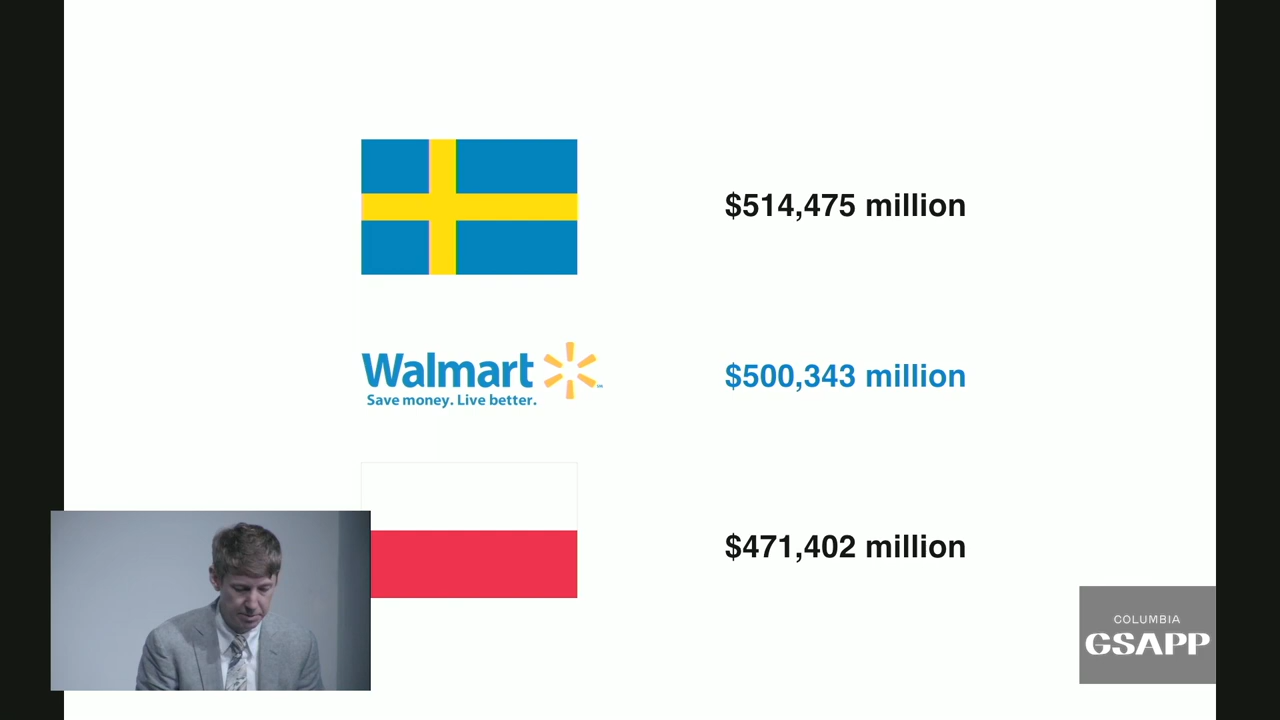 $514,475 million
Walmart
Save money. Live better.
$500,343 million
$471,402 million
COLUMBIA
GSAPP